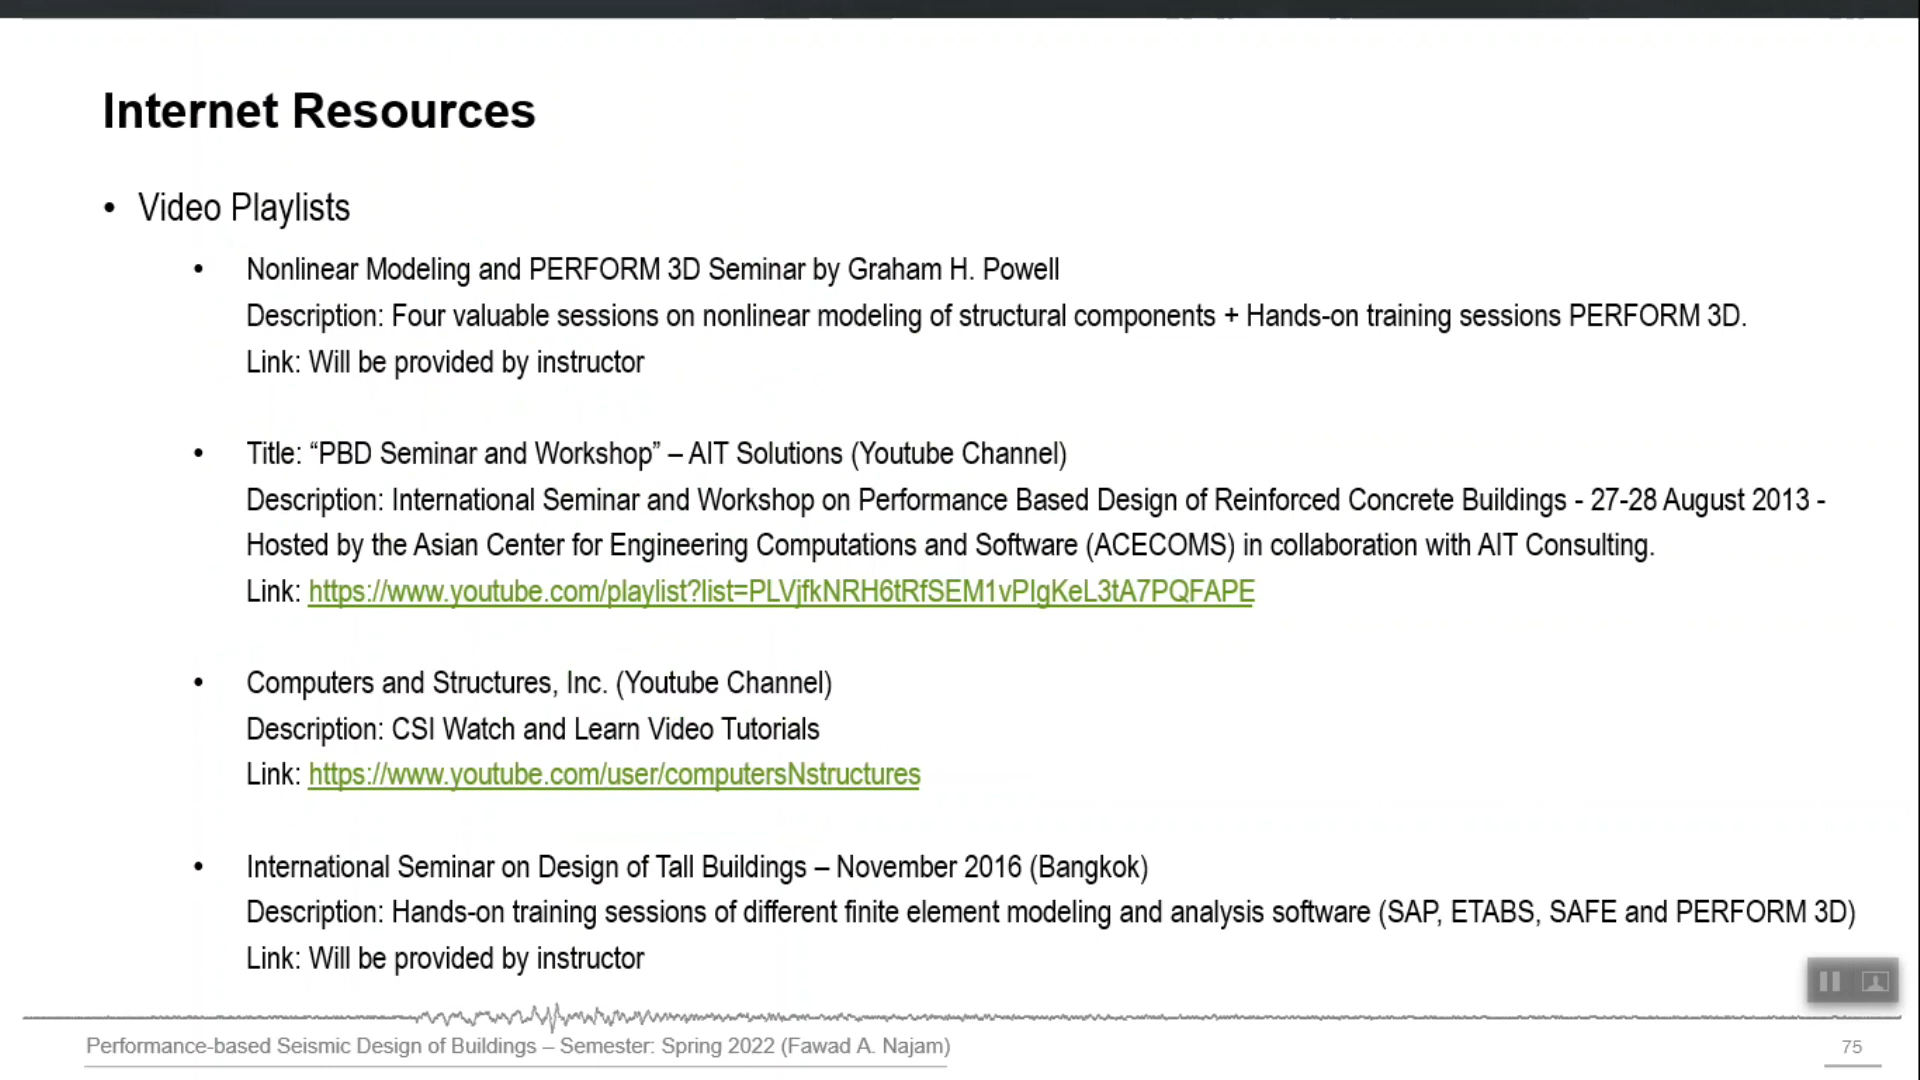 Internet Resources
• Video Playlists
• Nonlinear Modeling and PERFORM 3D Seminar by Graham H. Powell
Description: Four valuable sessions on nonlinear modeling of structural components + Hands-on training sessions PERFORM 3D.
Link: Will be provided by instructor
• Title: “PBD Seminar and Workshop” – AIT Solutions (Youtube Channel)
Description: International Seminar and Workshop on Performance Based Design of Reinforced Concrete Buildings - 27-28 August 2013 -
Hosted by the Asian Center for Engineering Computations and Software (ACECOMS) in collaboration with AIT Consulting.
Link: https://www.youtube.com/playlist?list=PLVjfkNRH6tRfSEM1vPIgKeL3tA7PQFAPE
• Computers and Structures, Inc. (Youtube Channel)
Description: CSI Watch and Learn Video Tutorials
Link: https://www.youtube.com/user/computersNstructures
• International Seminar on Design of Tall Buildings – November 2016 (Bangkok)
Description: Hands-on training sessions of different finite element modeling and analysis software (SAP, ETABS, SAFE and PERFORM 3D)
Link: Will be provided by instructor
Performance-based Seismic Design of Buildings – Semester: Spring 2022 (Fawad A. Najam)
75